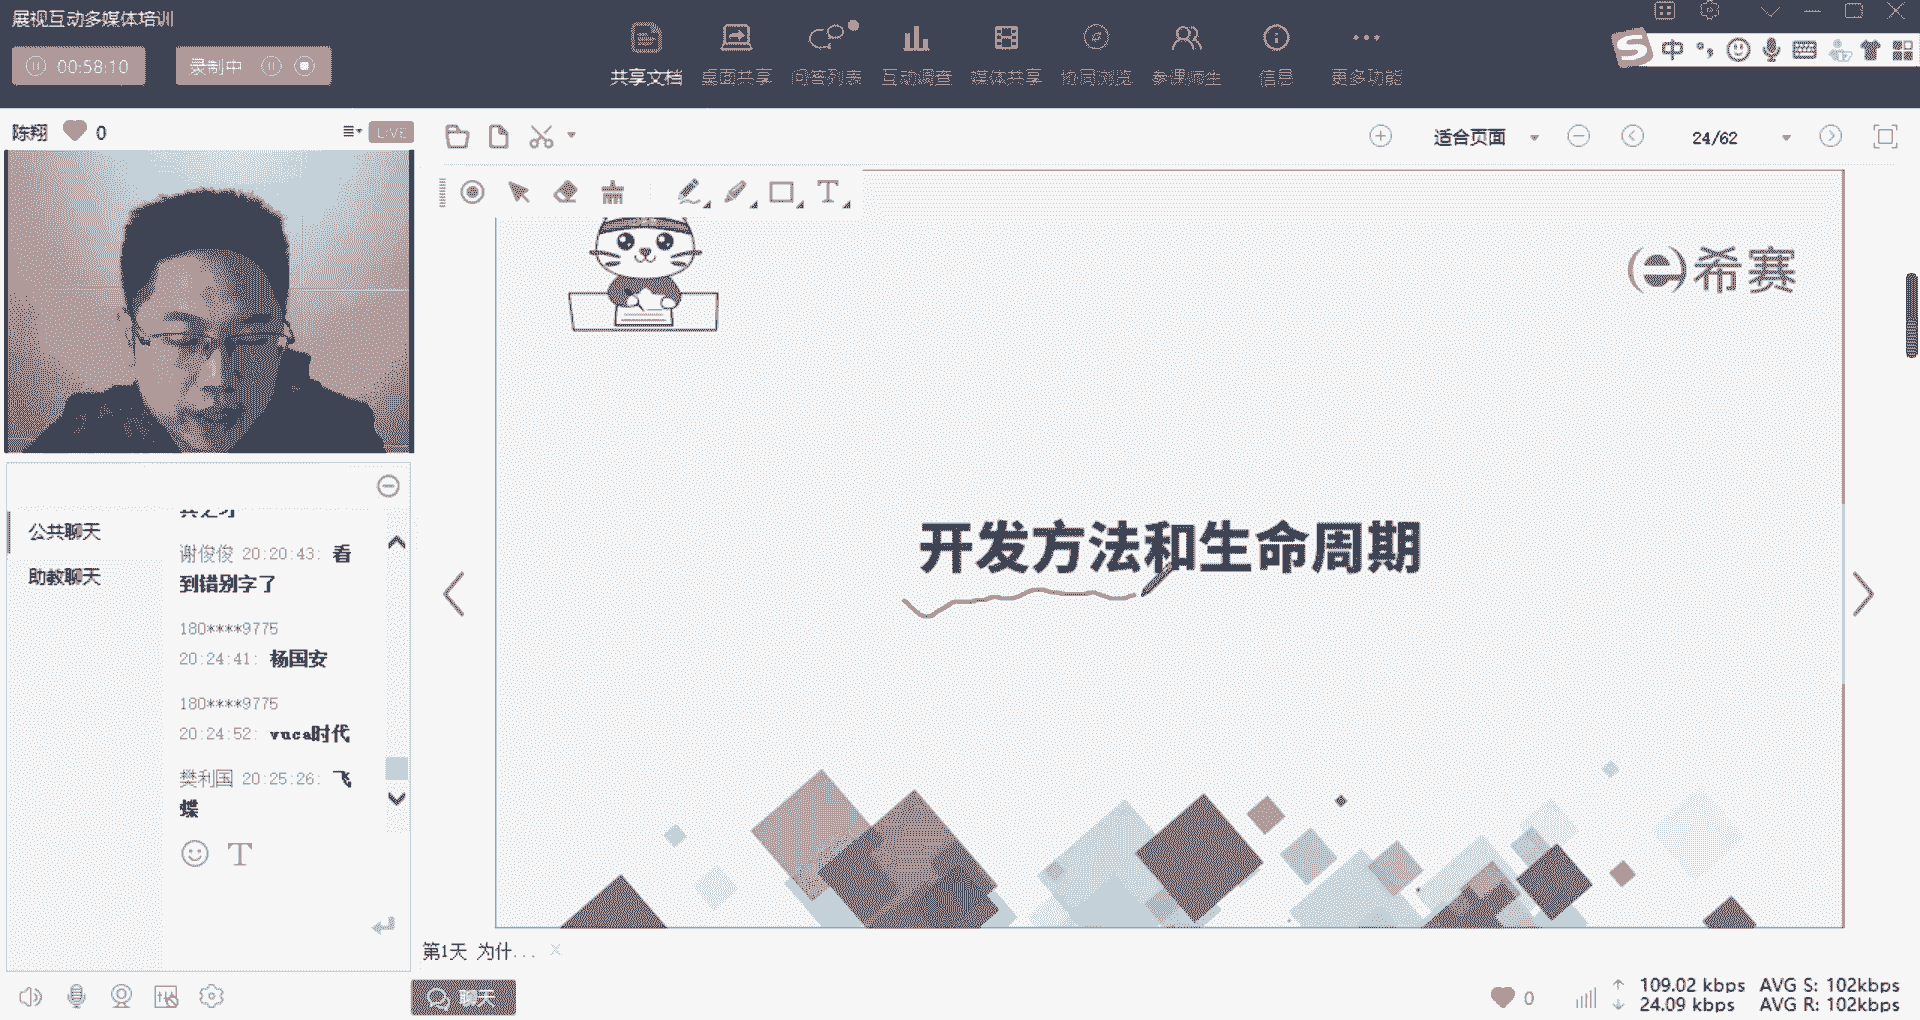 展视互动多媒体培训
00:58:10
录制中
共享文档
桌面共享
问答列表
互动调查
媒体共享
协同浏览
参课师生
信息
更多功能
中
陈翔 0
LIVE
适合页面
24/62
希赛
公共聊天
助教聊天
谢俊俊 20:20:43: 看
到错别字了
180****9775
20:24:41: 杨国安
180****9775
20:24:52: vuca时代
樊利国 20:25:26: 飞
蝶
开发方法和生命周期
第1天 为什...
聊天
0
109.02 kbps AVG S: 102kbps
24.09 kbps AVG R: 102kbps